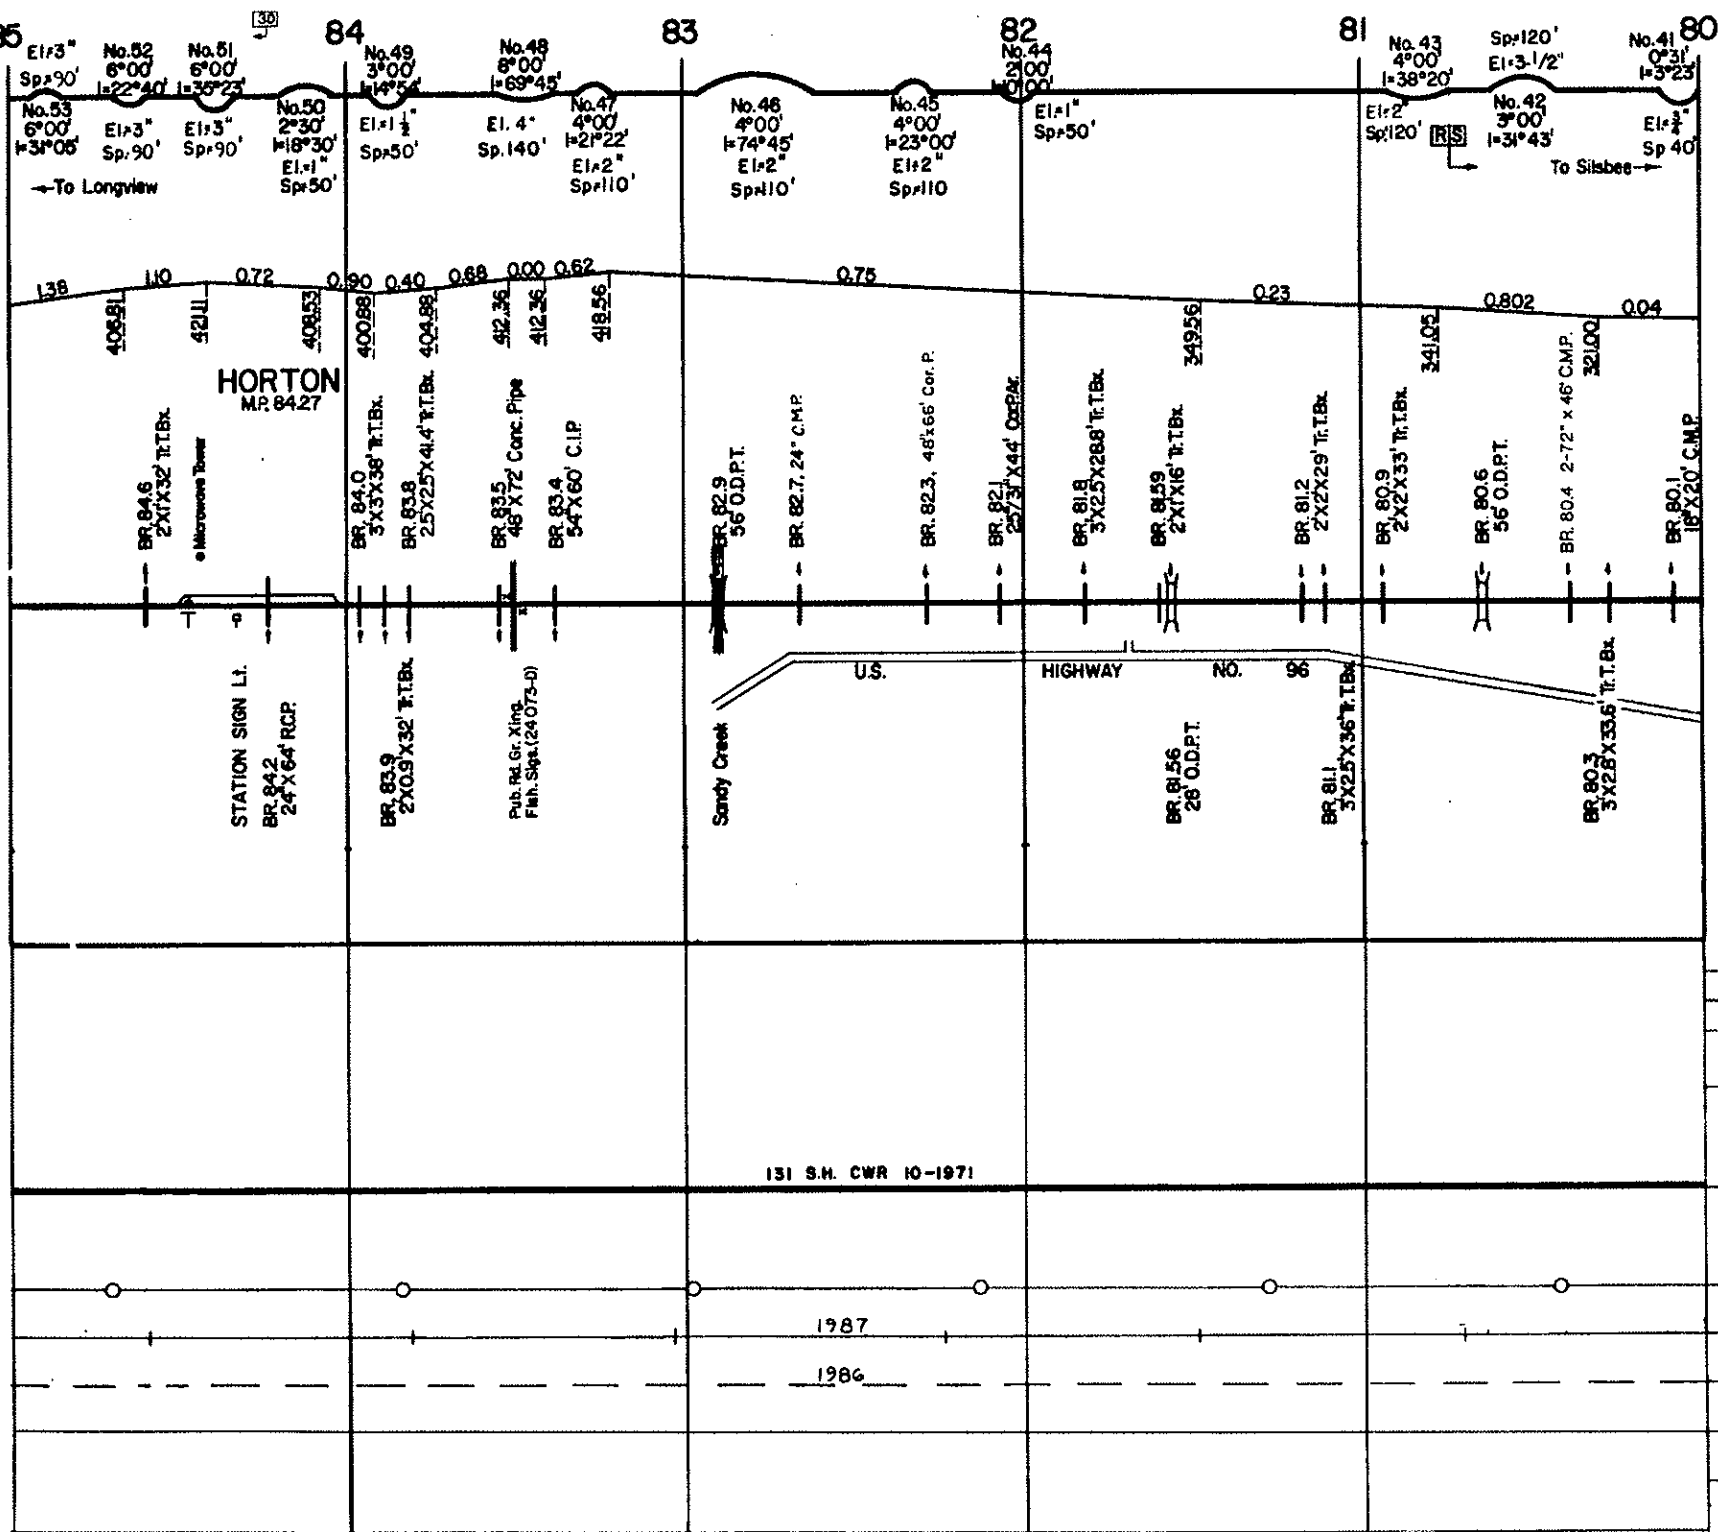 84
83
82
81
80
30
El.=3"
Sp.=90'
No.53
6°00'
I=31°05'
No.52
6°00'
I=22°40'
El.=3"
Sp.=90'
No.51
6°00'
I=35°23'
El.=3"
Sp.=90'
No.50
2°30'
I=18°30'
El.=1"
Sp.=50'
No.49
3°00'
I=14°54'
El.=1 1/2"
Sp.=50'
No.48
8°00'
I=69°45'
El. 4"
Sp. 140'
No.47
4°00'
I=21°22'
El.=2"
Sp.=110'
No.46
4°00'
I=74°45'
El.=2"
Sp.=110'
No.45
4°00'
I=23°00'
El.=2"
Sp.=110
No.44
2°00'
El.=1"
Sp.=50'
No.43
4°00'
I=38°20'
El.=2"
Sp.120'
Sp.=120'
El.=3-1/2"
No.42
3°00'
I=31°43'
No.41
0°31'
I=3°23'
El.=3/4"
Sp 40'
RS
←To Longview
To Silsbee→
1.38
1.10
0.72
0.90
0.40
0.68
0.00
0.62
0.75
0.23
0.802
0.04
406.81
421.11
408.53
400.88
404.88
412.36
412.36
418.56
349.56
341.05
321.00
HORTON
M.P. 84.27
BR. 84.6
2'X1'X32' Tr.T.Bx.
Microwave Tower
BR. 84.0
3'X3'X38' Tr.T.Bx.
BR. 83.8
2.5'X2.5'X41.4' Tr.T.Bx.
BR. 83.5
48"X72' Conc. Pipe
BR. 83.4
54"X60' C.I.P.
BR. 82.9
56' O.D.P.T.
BR. 82.7, 24" C.M.P.
BR. 82.3, 48"x66' Cor. P.
BR. 82.1
BR. 81.8
3'X2.5'X28.8' Tr.T.Bx.
BR. 81.59
2'X1'X16' Tr.T.Bx.
BR. 81.2
2'X2'X29' Tr.T.Bx.
BR. 80.9
2'X2'X33' Tr.T.Bx.
BR. 80.6
56' O.D.P.T.
BR. 80.4 2-72" x 46' C.M.P.
BR. 80.1
18"X20' C.M.P.
U.S. HIGHWAY NO. 96
STATION SIGN Lt.
BR. 84.2
24"X64' R.C.P.
BR. 83.9
2'X0.9'X32' Tr.T.Bx.
Pub. Rd. Gr. Xing.
Flsh. Sigs. (24 073-D)
Sandy Creek
BR. 81.56
28' O.D.P.T.
BR. 81.1
3'X2.5'X36' Tr.T.Bx.
BR. 80.3
3'X2.8'X33.6' Tr.T.Bx.
131 S.H. CWR 10-1971
1987
1986